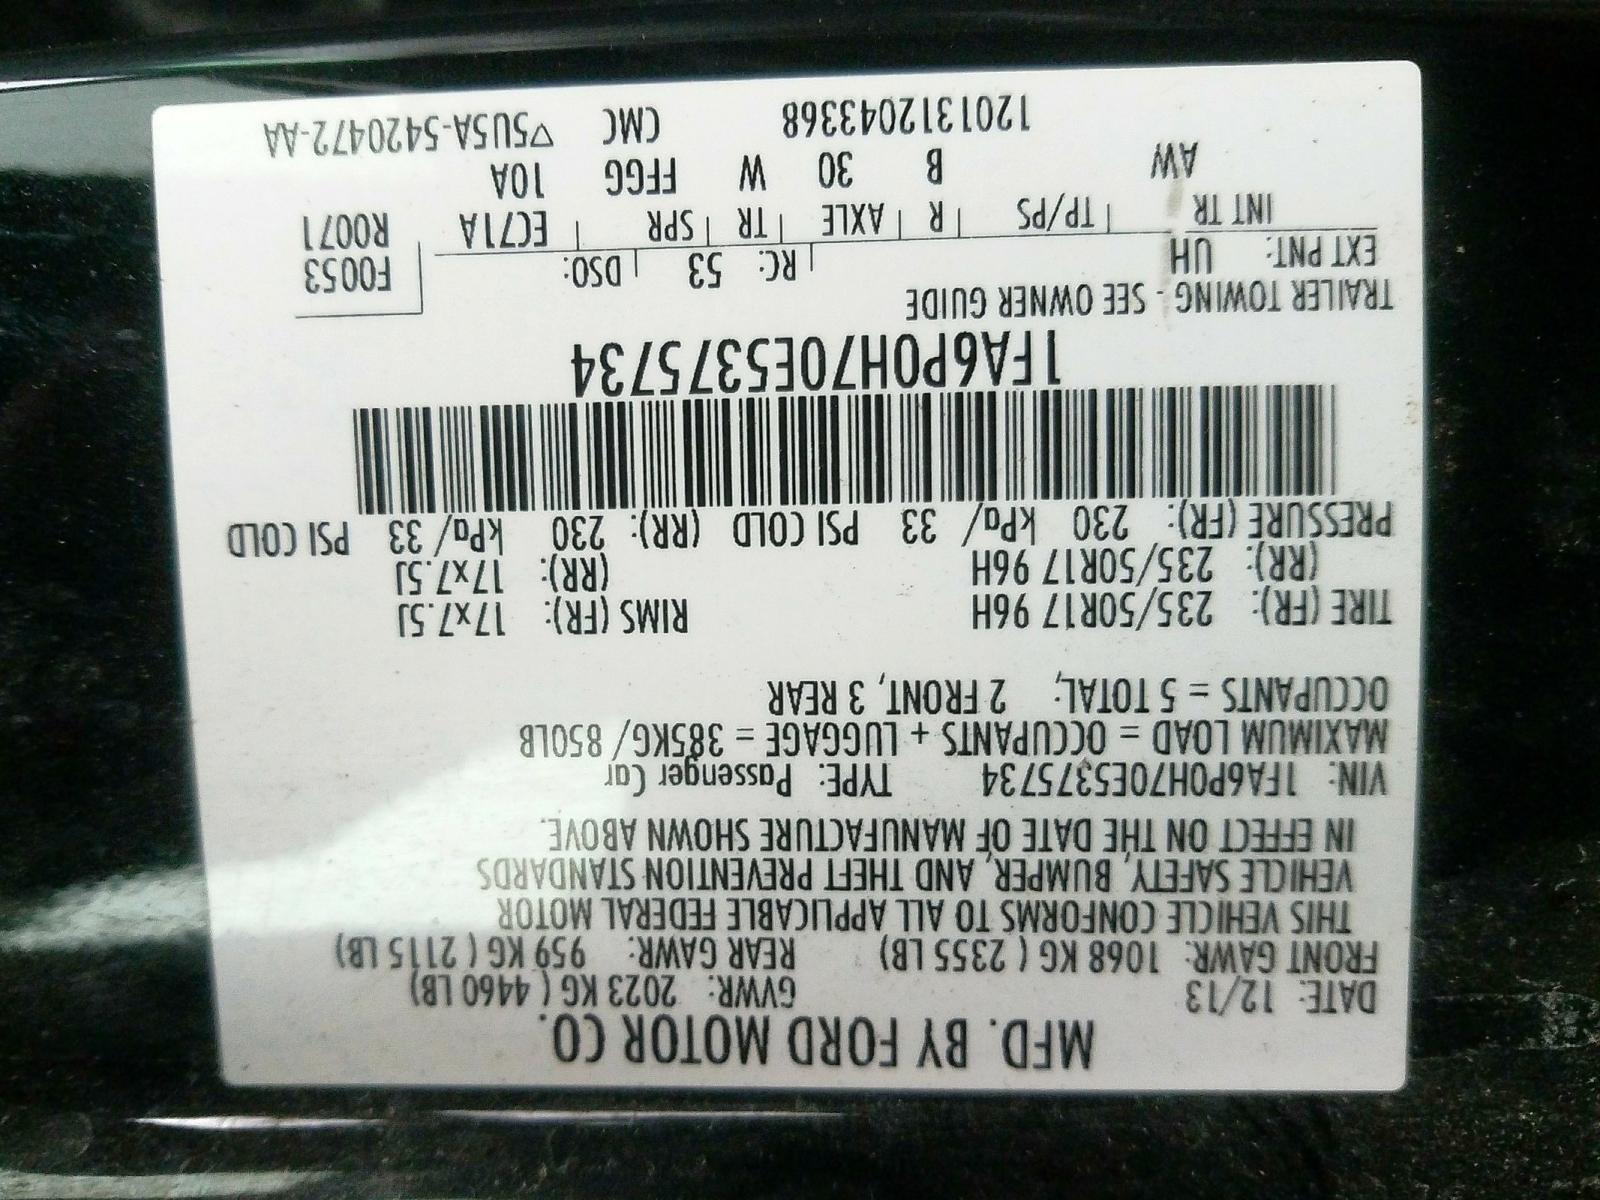 MFD. BY FORD MOTOR CO.
DATE: 12/13 GVWR: 2023 KG ( 4460 LB)
FRONT GAWR: 1068 KG ( 2355 LB) REAR GAWR: 959 KG ( 2115 LB)
THIS VEHICLE CONFORMS TO ALL APPLICABLE FEDERAL MOTOR
VEHICLE SAFETY, BUMPER, AND THEFT PREVENTION STANDARDS
IN EFFECT ON THE DATE OF MANUFACTURE SHOWN ABOVE.
VIN: 1FA6P0H70E5375734 TYPE: Passenger Car
MAXIMUM LOAD = OCCUPANTS + LUGGAGE = 385KG/ 850LB
OCCUPANTS = 5 TOTAL; 2 FRONT, 3 REAR
TIRE (FR): 235/50R17 96H RIMS (FR): 17x7.5J
(RR): 235/50R17 96H (RR): 17x7.5J
PRESSURE (FR): 230 kPa/ 33 PSI COLD (RR): 230 kPa/ 33 PSI COLD
1FA6P0H70E5375734
TRAILER TOWING - SEE OWNER GUIDE
EXT PNT: UH RC: 53 DSO: F0053
INT TR TP/PS R AXLE TR SPR EC71A R0071
AW B 30 W FFGG 10A
1201312043368 CMC ▽5U5A-5420472-AA